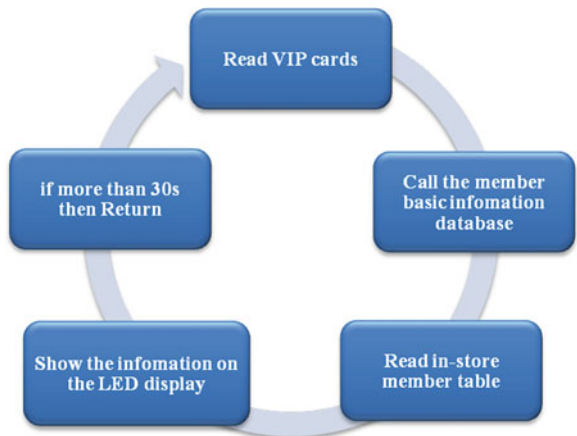 Read VIP cards
Call the member
basic infomation
database
Read in-store
member table
Show the infomation on
the LED display
if more than 30s
then Return